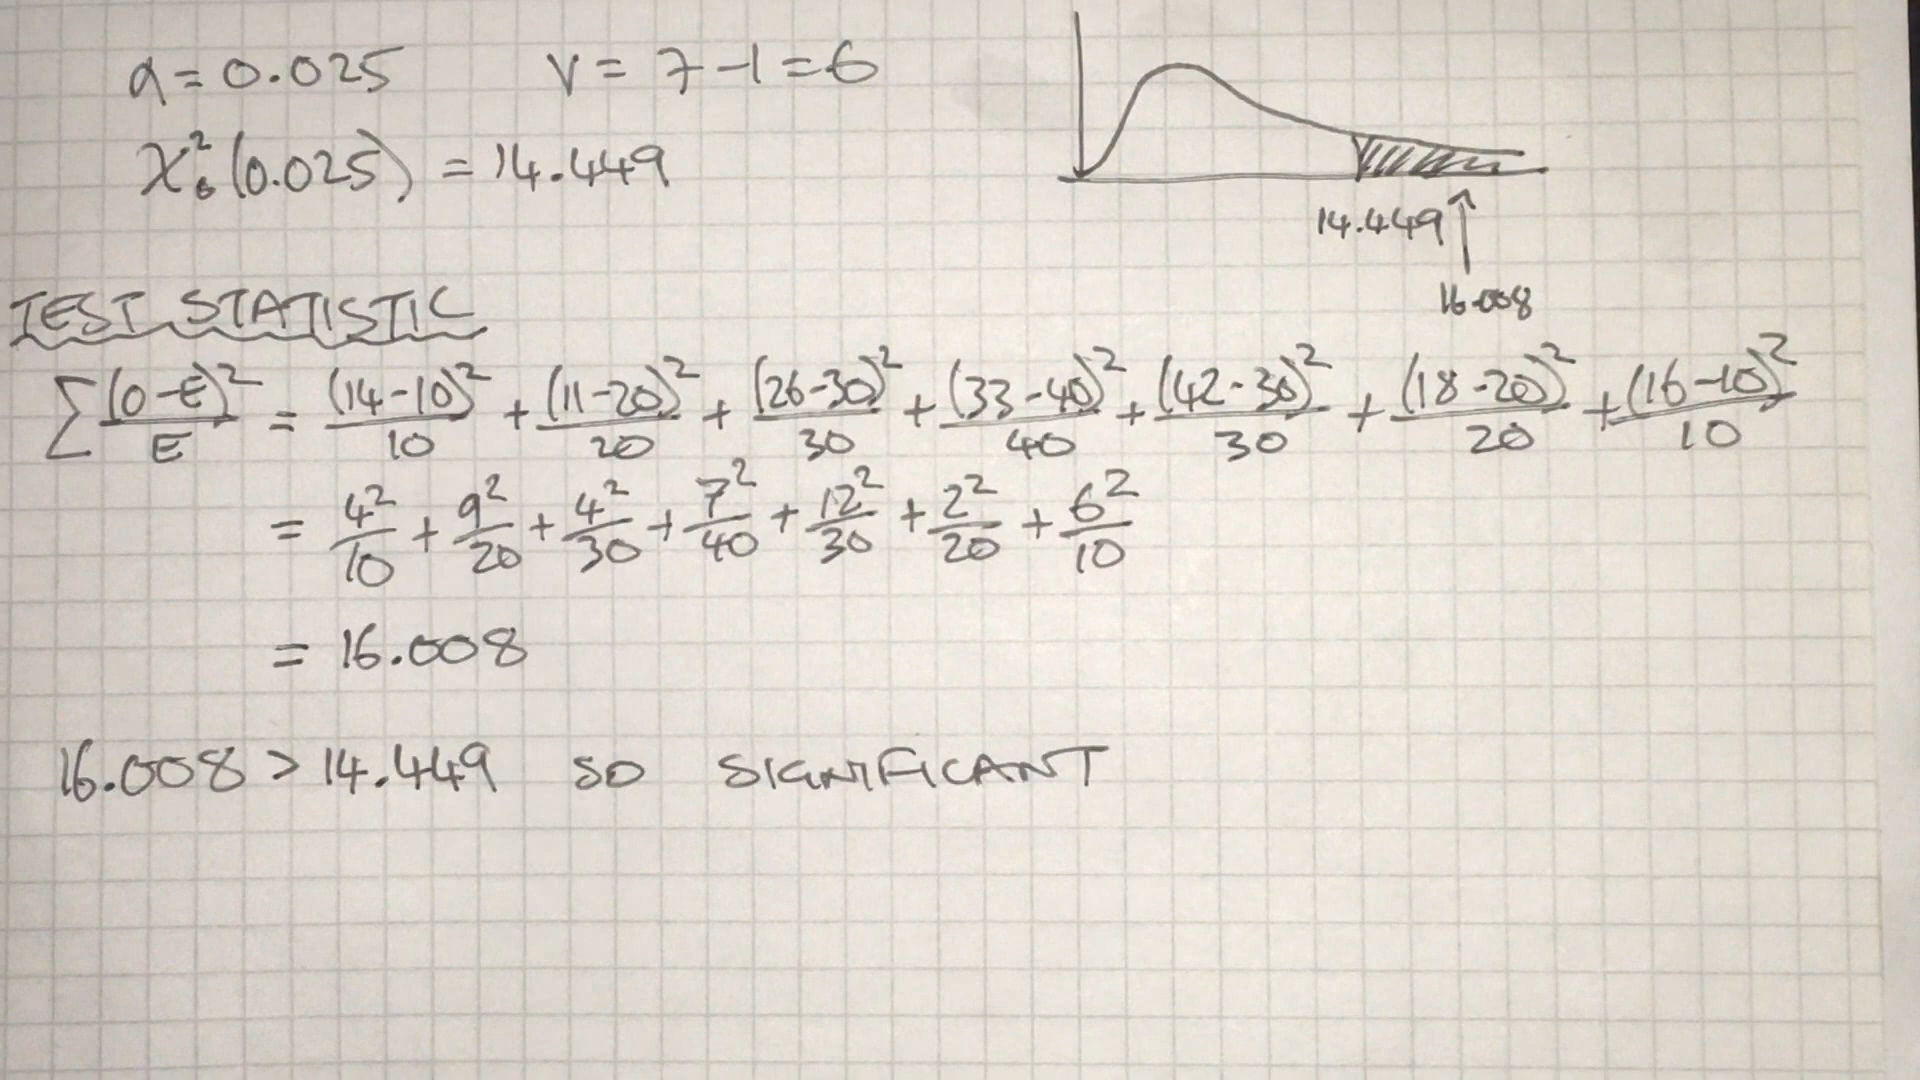 α = 0.025 ν = 7 - 1 = 6
χ²₆(0.025) = 14.449
14.449
16.008
TEST STATISTIC
∑ (O-E)²/E = (14-10)²/10 + (11-20)²/20 + (26-30)²/30 + (33-40)²/40 + (42-30)²/30 + (18-20)²/20 + (16-10)²/10
= 4²/10 + 9²/20 + 4²/30 + 7²/40 + 12²/30 + 2²/20 + 6²/10
= 16.008
16.008 > 14.449 SO SIGNIFICANT